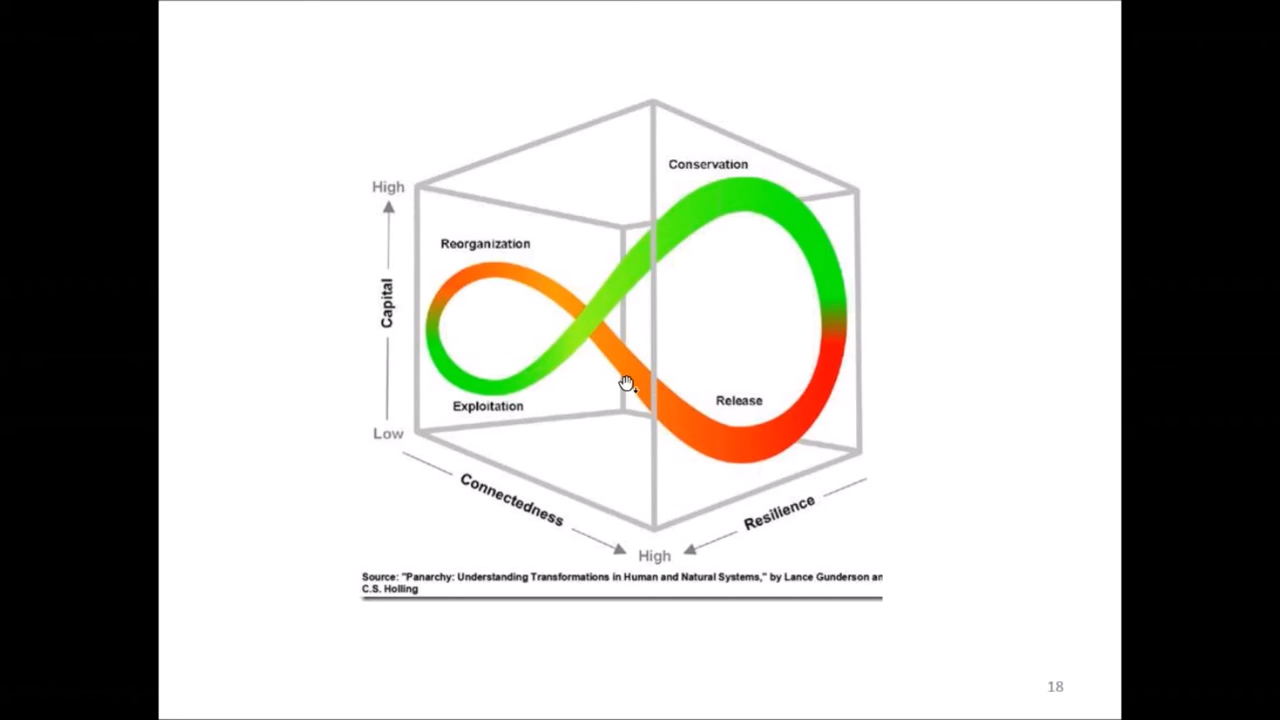 Conservation
High
Reorganization
Capital
Release
Exploitation
Low
Connectedness
Resilience
High
Source: "Panarchy: Understanding Transformations in Human and Natural Systems," by Lance Gunderson an
C.S. Holling
18